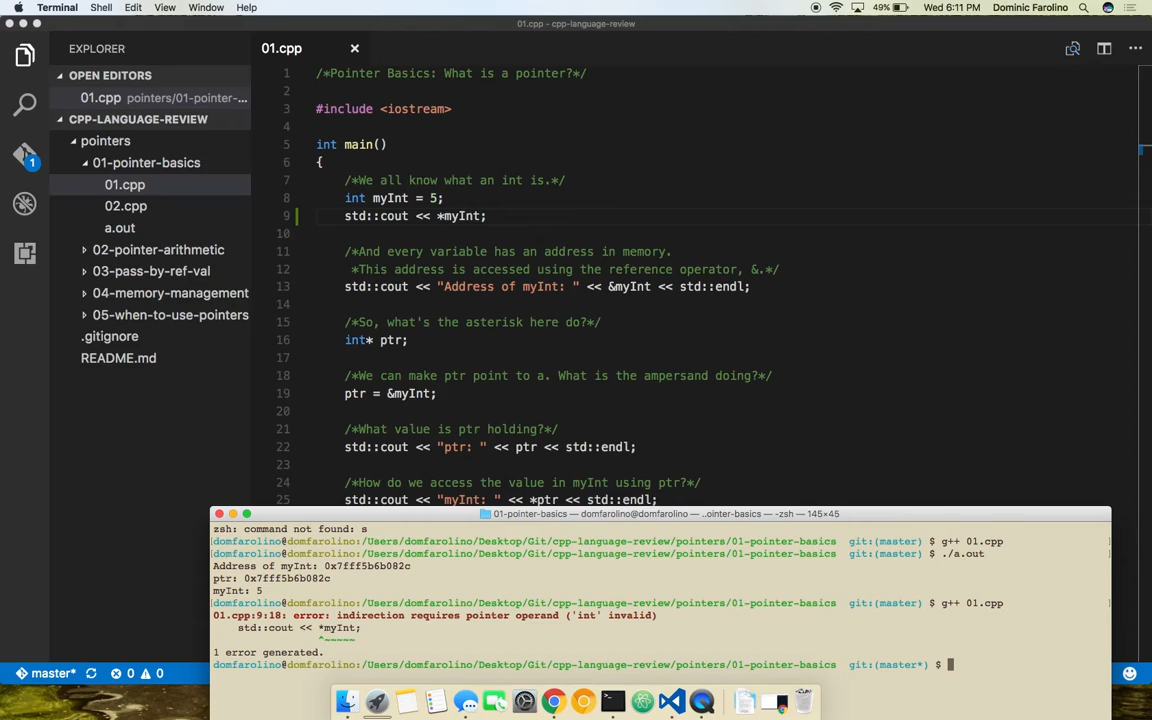 Terminal Shell Edit View Window Help 49% Wed 6:11 PM Dominic Farolino
01.cpp - cpp-language-review
EXPLORER
OPEN EDITORS
01.cpp pointers/01-pointer-...
CPP-LANGUAGE-REVIEW
pointers
01-pointer-basics
01.cpp
02.cpp
a.out
02-pointer-arithmetic
03-pass-by-ref-val
04-memory-management
05-when-to-use-pointers
.gitignore
README.md
1
01.cpp
1 /*Pointer Basics: What is a pointer?*/
2
3 #include <iostream>
4
5 int main()
6 {
7 /*We all know what an int is.*/
8 int myInt = 5;
9 std::cout << *myInt;
10
11 /*And every variable has an address in memory.
12 *This address is accessed using the reference operator, &.*/
13 std::cout << "Address of myInt: " << &myInt << std::endl;
14
15 /*So, what's the asterisk here do?*/
16 int* ptr;
17
18 /*We can make ptr point to a. What is the ampersand doing?*/
19 ptr = &myInt;
20
21 /*What value is ptr holding?*/
22 std::cout << "ptr: " << ptr << std::endl;
23
24 /*How do we access the value in myInt using ptr?*/
25 std::cout << "myInt: " << *ptr << std::endl;
01-pointer-basics — domfarolino@domfarolino — ..ointer-basics — -zsh — 145×45
zsh: command not found: s
domfarolino@domfarolino:/Users/domfarolino/Desktop/Git/cpp-language-review/pointers/01-pointer-basics git:(master) $ g++ 01.cpp
domfarolino@domfarolino:/Users/domfarolino/Desktop/Git/cpp-language-review/pointers/01-pointer-basics git:(master) $ ./a.out
Address of myInt: 0x7fff5b6b082c
ptr: 0x7fff5b6b082c
myInt: 5
domfarolino@domfarolino:/Users/domfarolino/Desktop/Git/cpp-language-review/pointers/01-pointer-basics git:(master) $ g++ 01.cpp
01.cpp:9:18: error: indirection requires pointer operand ('int' invalid)
std::cout << *myInt;
^~~~~~
1 error generated.
domfarolino@domfarolino:/Users/domfarolino/Desktop/Git/cpp-language-review/pointers/01-pointer-basics git:(master*) $
master* 0 0